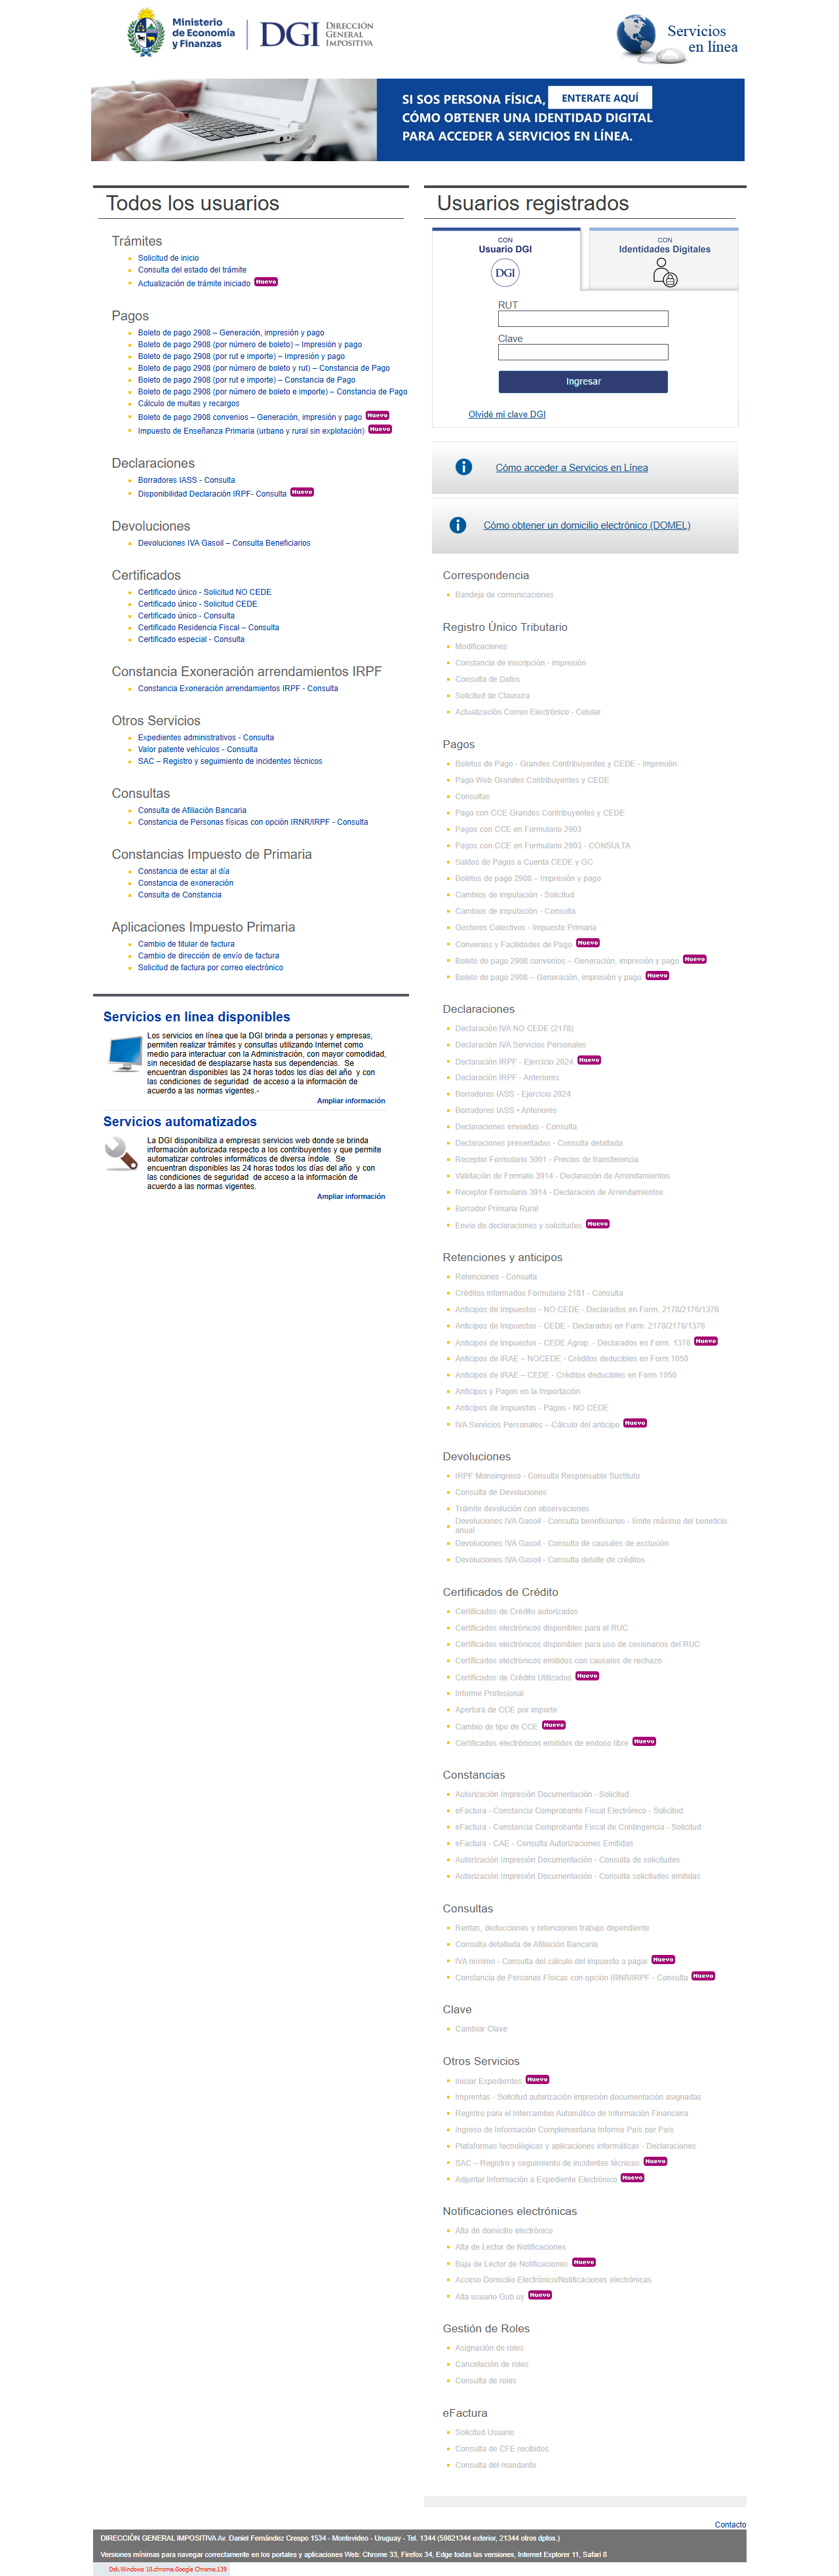 Ministerio
de Economía
y Finanzas
DGI
DIRECCIÓN
GENERAL
IMPOSITIVA
Servicios
en línea
SI SOS PERSONA FÍSICA, ENTERATE AQUÍ
CÓMO OBTENER UNA IDENTIDAD DIGITAL
PARA ACCEDER A SERVICIOS EN LÍNEA.
Todos los usuarios
Trámites
Solicitud de inicio
Consulta del estado del trámite
Actualización de trámite iniciado Nuevo
Pagos
Boleto de pago 2908 – Generación, impresión y pago
Boleto de pago 2908 (por número de boleto) – Impresión y pago
Boleto de pago 2908 (por rut e importe) – Impresión y pago
Boleto de pago 2908 (por número de boleto y rut) – Constancia de Pago
Boleto de pago 2908 (por rut e importe) – Constancia de Pago
Boleto de pago 2908 (por número de boleto e importe) – Constancia de Pago
Cálculo de multas y recargos
Boleto de pago 2908 convenios – Generación, impresión y pago Nuevo
Impuesto de Enseñanza Primaria (urbano y rural sin explotación) Nuevo
Declaraciones
Borradores IASS - Consulta
Disponibilidad Declaración IRPF- Consulta Nuevo
Devoluciones
Devoluciones IVA Gasoil – Consulta Beneficiarios
Certificados
Certificado único - Solicitud NO CEDE
Certificado único - Solicitud CEDE
Certificado único - Consulta
Certificado Residencia Fiscal – Consulta
Certificado especial - Consulta
Constancia Exoneración arrendamientos IRPF
Constancia Exoneración arrendamientos IRPF - Consulta
Otros Servicios
Expedientes administrativos - Consulta
Valor patente vehículos - Consulta
SAC – Registro y seguimiento de incidentes técnicos
Consultas
Consulta de Afiliación Bancaria
Constancia de Personas físicas con opción IRNR/IRPF - Consulta
Constancias Impuesto de Primaria
Constancia de estar al día
Constancia de exoneración
Consulta de Constancia
Aplicaciones Impuesto Primaria
Cambio de titular de factura
Cambio de dirección de envío de factura
Solicitud de factura por correo electrónico
Servicios en línea disponibles
Los servicios en línea que la DGI brinda a personas y empresas,
permiten realizar trámites y consultas utilizando Internet como
medio para interactuar con la Administración, con mayor comodidad,
sin necesidad de desplazarse hasta sus dependencias. Se
encuentran disponibles las 24 horas todos los días del año y con
las condiciones de seguridad de acceso a la información de
acuerdo a las normas vigentes.-
Ampliar información
Servicios automatizados
La DGI disponibiliza a empresas servicios web donde se brinda
información autorizada respecto a los contribuyentes y que permite
automatizar controles informáticos de diversa índole. Se
encuentran disponibles las 24 horas todos los días del año y con
las condiciones de seguridad de acceso a la información de
acuerdo a las normas vigentes.
Ampliar información
Usuarios registrados
CON
Usuario DGI
DGI
CON
Identidades Digitales
RUT
Clave
Ingresar
Olvidé mi clave DGI
Cómo acceder a Servicios en Línea
Cómo obtener un domicilio electrónico (DOMEL)
Correspondencia
Bandeja de comunicaciones
Registro Único Tributario
Modificaciones
Constancia de inscripción - impresión
Consulta de Datos
Solicitud de Clausura
Actualización Correo Electrónico - Celular
Pagos
Boletos de Pago - Grandes Contribuyentes y CEDE - Impresión
Pago Web Grandes Contribuyentes y CEDE
Consultas
Pago con CCE Grandes Contribuyentes y CEDE
Pagos con CCE en Formulario 2903
Pagos con CCE en Formulario 2903 - CONSULTA
Saldos de Pagos a Cuenta CEDE y GC
Boletos de pago 2908 – Impresión y pago
Cambios de imputación - Solicitud
Cambios de imputación - Consulta
Gestores Colectivos - Impuesto Primaria
Convenios y Facilidades de Pago Nuevo
Boleto de pago 2908 convenios – Generación, impresión y pago Nuevo
Boleto de pago 2908 – Generación, impresión y pago Nuevo
Declaraciones
Declaración IVA NO CEDE (2178)
Declaración IVA Servicios Personales
Declaración IRPF - Ejercicio 2024 Nuevo
Declaración IRPF - Anteriores
Borradores IASS - Ejercicio 2024
Borradores IASS • Anteriores
Declaraciones enviadas - Consulta
Declaraciones presentadas - Consulta detallada
Receptor Formulario 3001 - Precios de transferencia
Validación de Formato 3914 - Declaración de Arrendamientos
Receptor Formulario 3914 - Declaración de Arrendamientos
Borrador Primaria Rural
Envío de declaraciones y solicitudes Nuevo
Retenciones y anticipos
Retenciones - Consulta
Créditos informados Formulario 2181 - Consulta
Anticipos de Impuestos - NO CEDE - Declarados en Form. 2178/2176/1376
Anticipos de Impuestos - CEDE - Declarados en Form. 2178/2176/1376
Anticipos de Impuestos - CEDE Agrop. - Declarados en Form. 1376 Nuevo
Anticipos de IRAE – NOCEDE - Créditos deducibles en Form.1050
Anticipos de IRAE – CEDE - Créditos deducibles en Form.1050
Anticipos y Pagos en la Importación
Anticipos de Impuestos - Pagos - NO CEDE
IVA Servicios Personales – Cálculo del anticipo Nuevo
Devoluciones
IRPF Monoingreso - Consulta Responsable Sustituto
Consulta de Devoluciones
Trámite devolución con observaciones
Devoluciones IVA Gasoil - Consulta beneficiarios - límite máximo del beneficio
anual
Devoluciones IVA Gasoil - Consulta de causales de exclusión
Devoluciones IVA Gasoil - Consulta detalle de créditos
Certificados de Crédito
Certificados de Crédito autorizados
Certificados electrónicos disponibles para el RUC
Certificados electrónicos disponibles para uso de cesionarios del RUC
Certificados electrónicos emitidos con causales de rechazo
Certificados de Crédito Utilizados Nuevo
Informe Profesional
Apertura de CCE por importe
Cambio de tipo de CCE Nuevo
Certificados electrónicos emitidos de endoso libre Nuevo
Constancias
Autorización Impresión Documentación - Solicitud
eFactura - Constancia Comprobante Fiscal Electrónico - Solicitud
eFactura - Constancia Comprobante Fiscal de Contingencia - Solicitud
eFactura - CAE - Consulta Autorizaciones Emitidas
Autorización Impresión Documentación - Consulta de solicitudes
Autorización Impresión Documentación - Consulta solicitudes emitidas
Consultas
Rentas, deducciones y retenciones trabajo dependiente
Consulta detallada de Afiliación Bancaria
IVA mínimo - Consulta del cálculo del impuesto a pagar Nuevo
Constancia de Personas Físicas con opción IRNR/IRPF - Consulta Nuevo
Clave
Cambiar Clave
Otros Servicios
Iniciar Expedientes Nuevo
Imprentas - Solicitud autorización impresión documentación asignadas
Registro para el Intercambio Automático de Información Financiera
Ingreso de Información Complementaria Informe País por País
Plataformas tecnológicas y aplicaciones informáticas - Declaraciones
SAC – Registro y seguimiento de incidentes técnicos Nuevo
Adjuntar Información a Expediente Electrónico Nuevo
Notificaciones electrónicas
Alta de domicilio electrónico
Alta de Lector de Notificaciones
Baja de Lector de Notificaciones Nuevo
Acceso Domicilio Electrónico/Notificaciones electrónicas
Alta usuario Gub.uy Nuevo
Gestión de Roles
Asignación de roles
Cancelación de roles
Consulta de roles
eFactura
Solicitud Usuario
Consulta de CFE recibidos
Consulta del mandante
Contacto
DIRECCIÓN GENERAL IMPOSITIVA Av. Daniel Fernández Crespo 1534 - Montevideo - Uruguay - Tel. 1344 (59821344 exterior, 21344 otros dptos.)
Versiones mínimas para navegar correctamente en los portales y aplicaciones Web: Chrome 33, Firefox 34, Edge todas las versiones, Internet Explorer 11, Safari 8
Dsk.Windows 10.chrome.Google Chrome.139